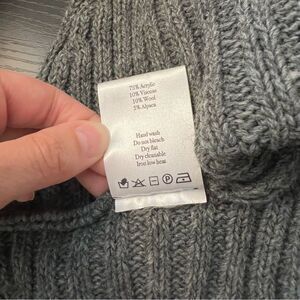 75% Acrylic
10% Viscose
10% Wool
5% Alpaca
Hand wash
Do not bleach
Dry flat
Dry cleanable
Iron low heat
P